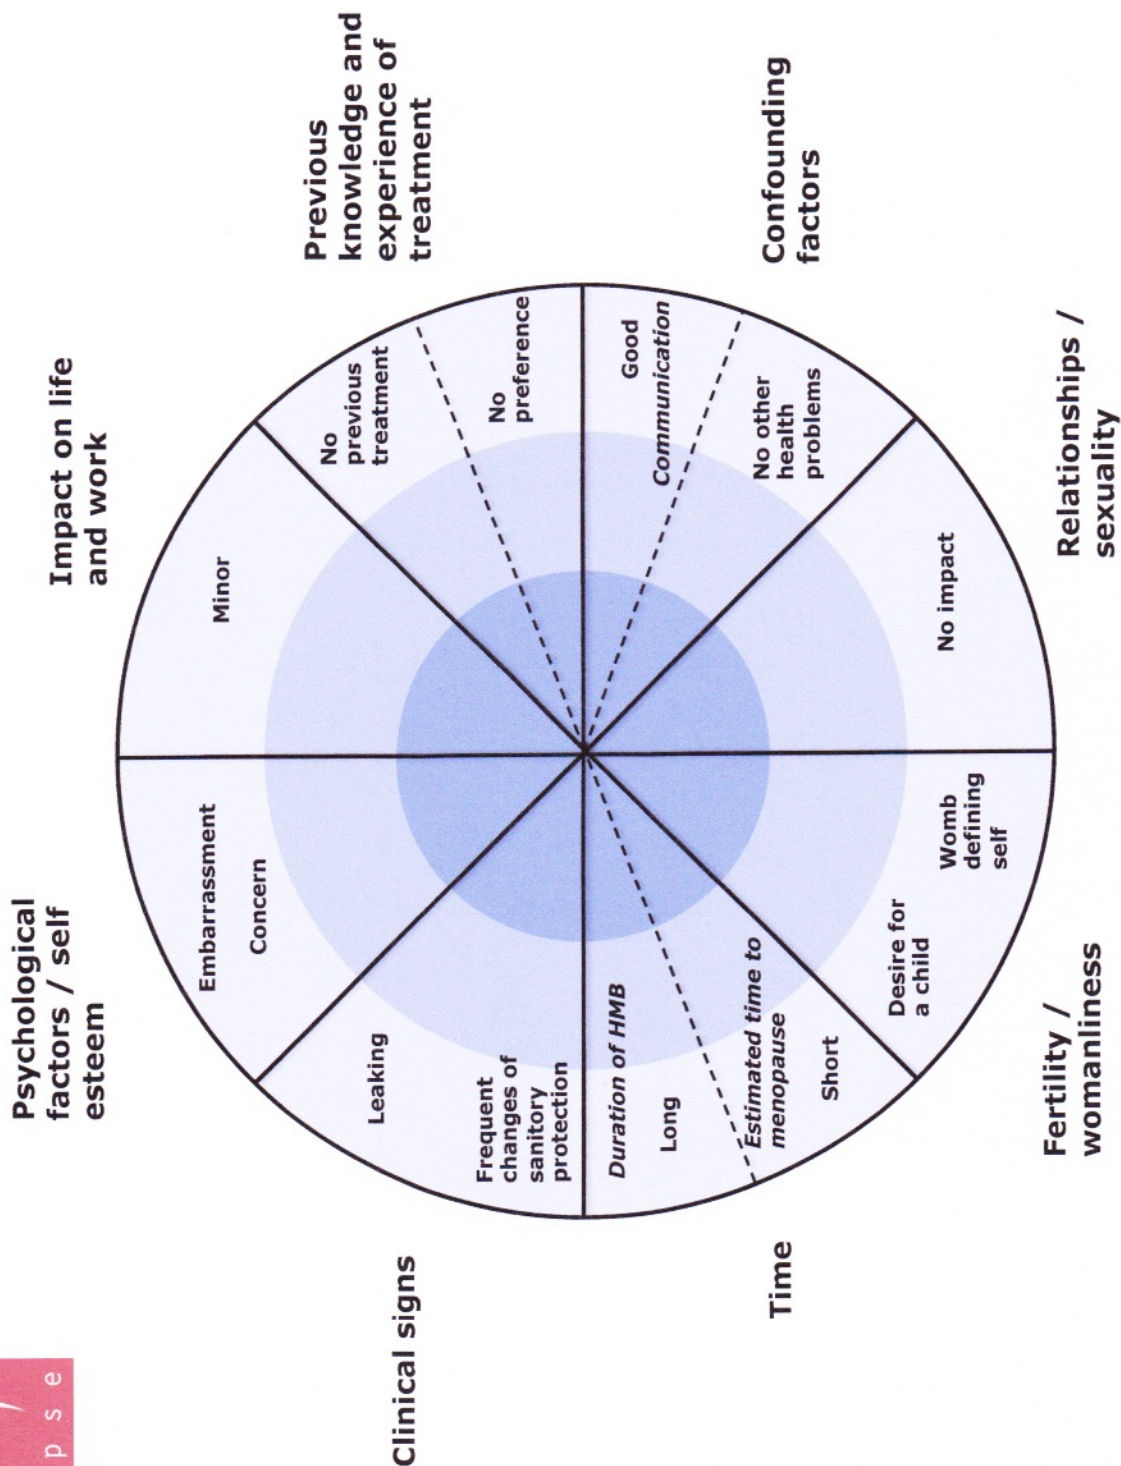 p s e
Psychological
factors / self
esteem
Impact on life
and work
Embarrassment
Concern
Minor
Clinical signs
Leaking
Frequent
changes of
sanitory
protection
Previous
knowledge and
experience of
treatment
No
previous
treatment
No
preference
Time
Duration of HMB
Long
Estimated time to
menopause
Short
Confounding
factors
Good
Communication
No other
health
problems
Fertility /
womanliness
Desire for
a child
Womb
defining
self
Relationships /
sexuality
No impact